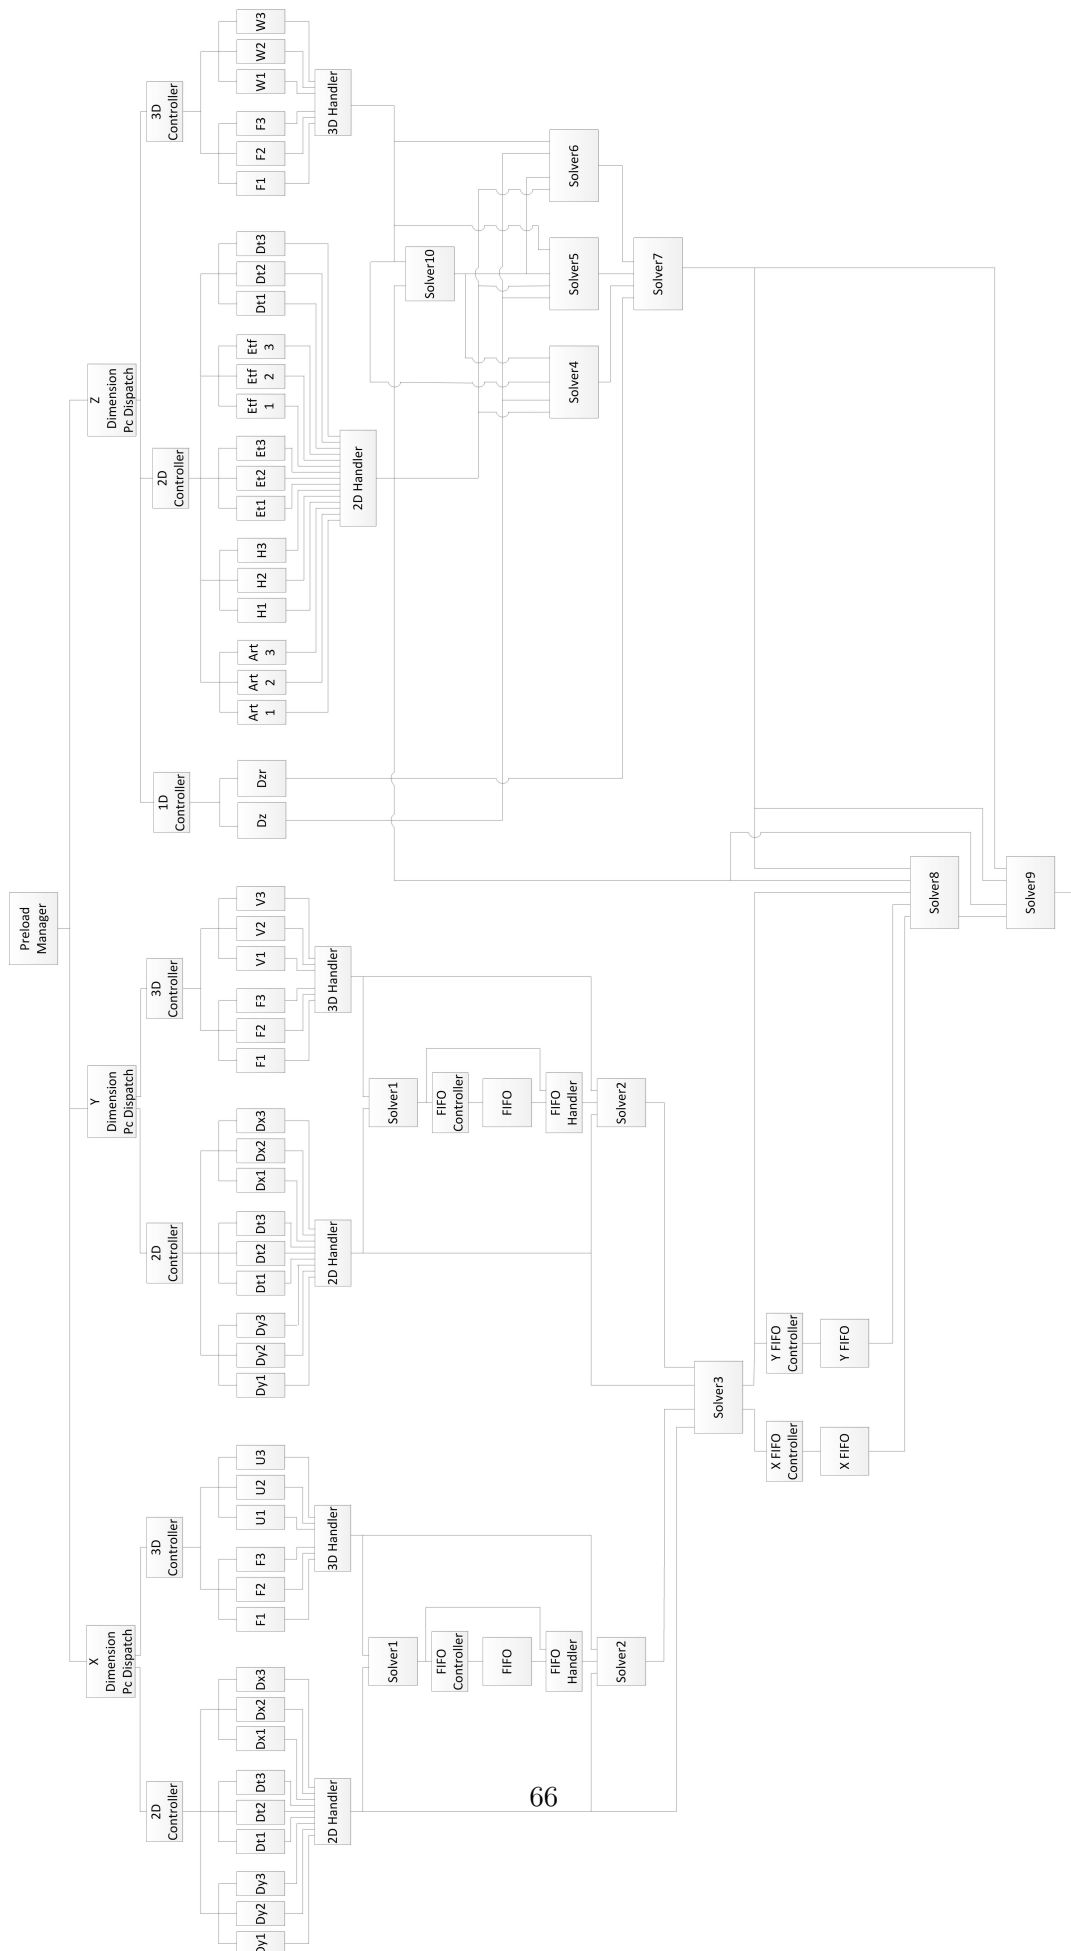 Preload
Manager
X
Dimension
Pc Dispatch
Y
Dimension
Pc Dispatch
Z
Dimension
Pc Dispatch
2D
Controller
3D
Controller
2D
Controller
3D
Controller
1D
Controller
2D
Controller
3D
Controller
Dy1
Dy2
Dy3
Dt1
Dt2
Dt3
Dx1
Dx2
Dx3
F1
F2
F3
U1
U2
U3
Dy1
Dy2
Dy3
Dt1
Dt2
Dt3
Dx1
Dx2
Dx3
F1
F2
F3
V1
V2
V3
Dz
Dzr
Art
1
Art
2
Art
3
H1
H2
H3
Et1
Et2
Et3
Etf
1
Etf
2
Etf
3
Dt1
Dt2
Dt3
F1
F2
F3
W1
W2
W3
2D Handler
3D Handler
2D Handler
3D Handler
2D Handler
3D Handler
Solver1
Solver1
Solver10
FIFO
Controller
FIFO
Controller
FIFO
FIFO
FIFO
Handler
FIFO
Handler
Solver4
Solver5
Solver6
Solver2
Solver2
Solver7
Solver3
X FIFO
Controller
Y FIFO
Controller
X FIFO
Y FIFO
Solver8
Solver9
66